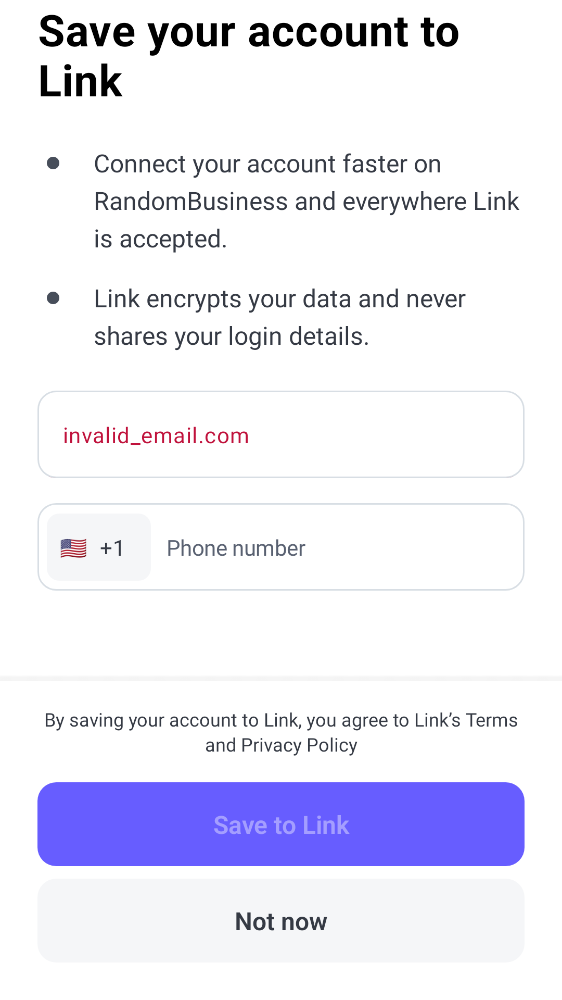 Save your account to
Link
Connect your account faster on
RandomBusiness and everywhere Link
is accepted.
Link encrypts your data and never
shares your login details.
invalid_email.com
🇺🇸 +1 Phone number
By saving your account to Link, you agree to Link’s Terms
and Privacy Policy
Save to Link
Not now